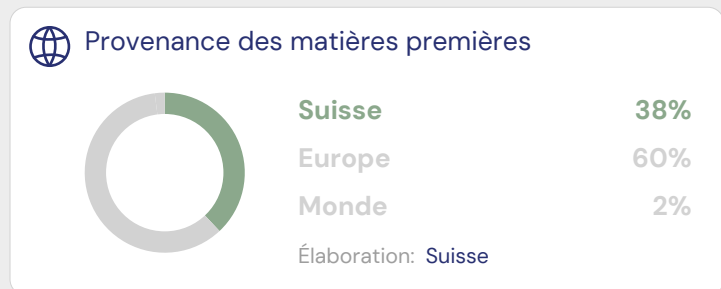 Provenance des matières premières
Suisse 38%
Europe 60%
Monde 2%
Élaboration: Suisse